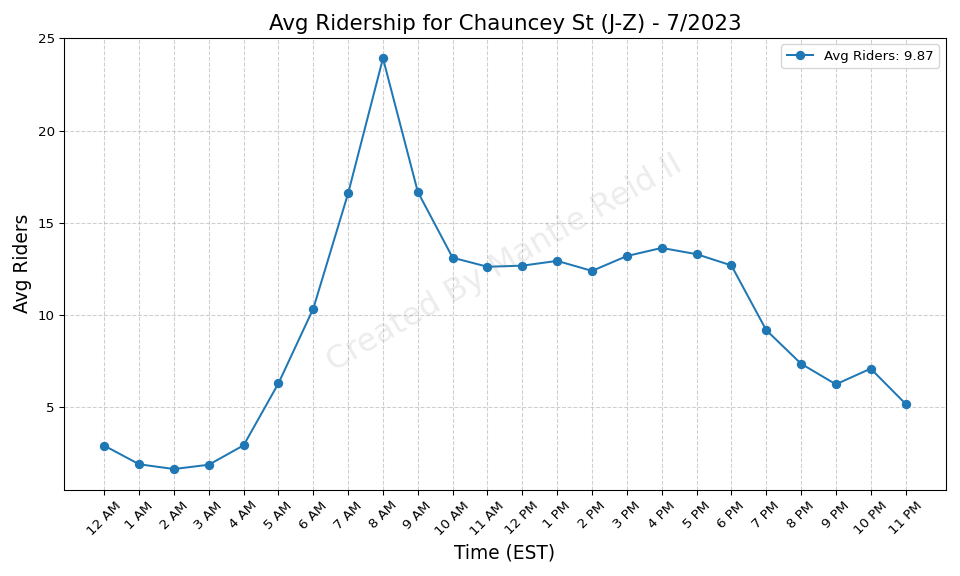 Avg Ridership for Chauncey St (J-Z) - 7/2023
Avg Riders: 9.87
Avg Riders
25
20
15
10
5
Created By Mantie Reid II
12 AM
1 AM
2 AM
3 AM
4 AM
5 AM
6 AM
7 AM
8 AM
9 AM
10 AM
11 AM
12 PM
1 PM
2 PM
3 PM
4 PM
5 PM
6 PM
7 PM
8 PM
9 PM
10 PM
11 PM
Time (EST)